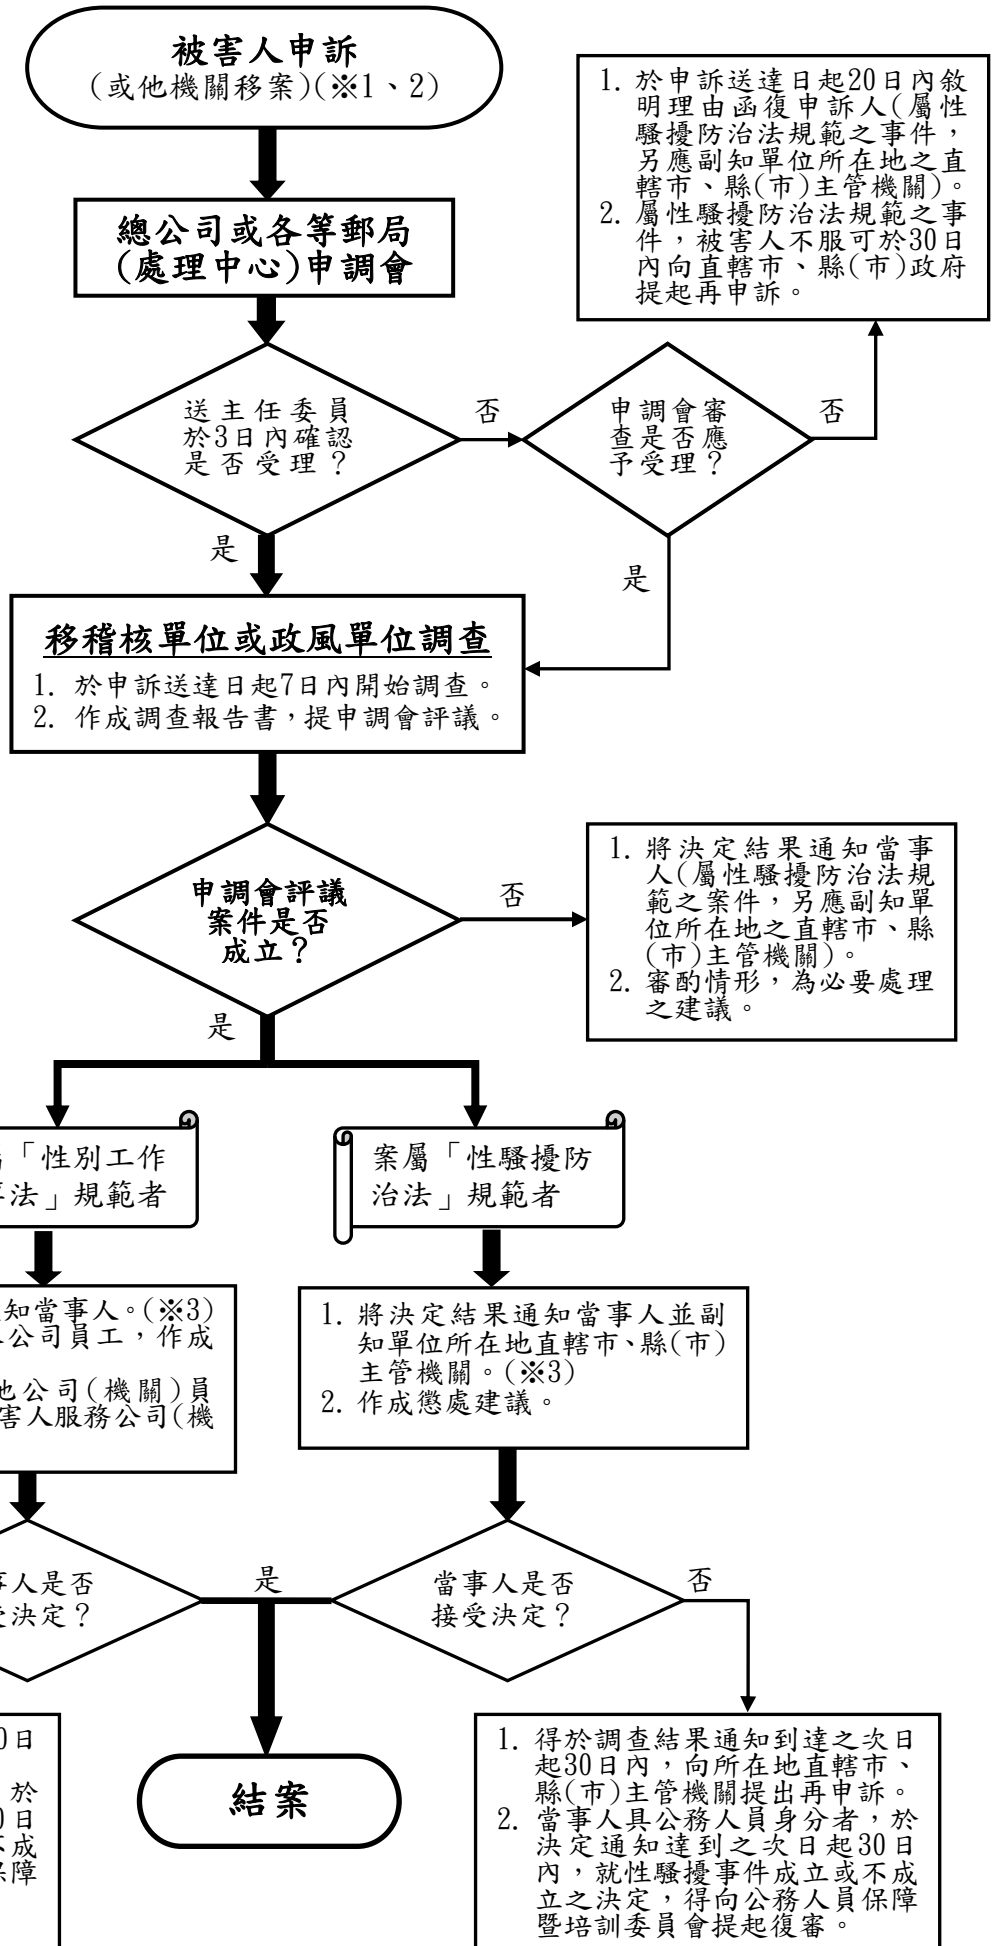 被害人申訴
(或他機關移案)(※1、2)
1. 於申訴送達日起20日內敘
明理由函復申訴人(屬性
騷擾防治法規範之事件，
另應副知單位所在地之直
轄市、縣(市)主管機關)。
2. 屬性騷擾防治法規範之事
件，被害人不服可於30日
內向直轄市、縣(市)政府
提起再申訴。
總公司或各等郵局
(處理中心)申調會
送主任委員
於3日內確認
是否受理？
否
申調會審
查是否應
予受理？
否
是
是
移稽核單位或政風單位調查
1. 於申訴送達日起7日內開始調查。
2. 作成調查報告書，提申調會評議。
申調會評議
案件是否
成立？
否
1. 將決定結果通知當事
人(屬性騷擾防治法規
範之案件，另應副知單
位所在地之直轄市、縣
(市)主管機關)。
2. 審酌情形，為必要處理
之建議。
是
「性別工作
法」規範者
案屬「性騷擾防
治法」規範者
知當事人。(※3)
公司員工，作成
他公司(機關)員
害人服務公司(機
1. 將決定結果通知當事人並副
知單位所在地直轄市、縣(市)
主管機關。(※3)
2. 作成懲處建議。
事人是否
受決定？
是
當事人是否
接受決定？
否
0日
於
0日
不成
保障
結案
1. 得於調查結果通知到達之次日
起30日內，向所在地直轄市、
縣(市)主管機關提出再申訴。
2. 當事人具公務人員身分者，於
決定通知達到之次日起30日
內，就性騷擾事件成立或不成
立之決定，得向公務人員保障
暨培訓委員會提起復審。